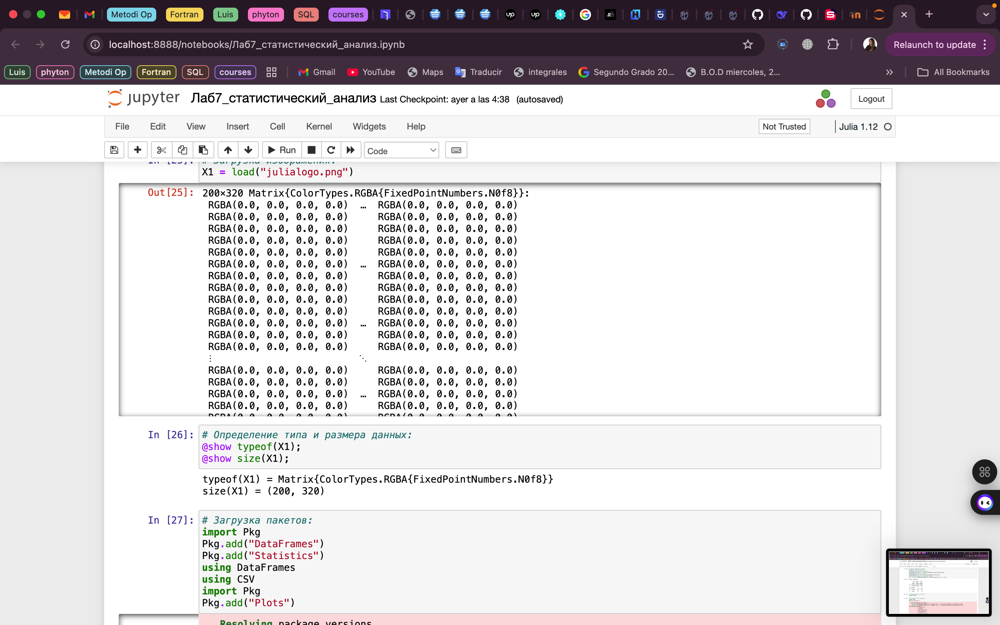 Metodi Op Fortran Luis phyton SQL courses
localhost:8888/notebooks/Лаб7_статистический_анализ.ipynb Relaunch to update
Luis phyton Metodi Op Fortran SQL courses Gmail YouTube Maps Traducir integrales Segundo Grado 20... B.O.D miercoles, 2... » All Bookmarks
jupyter Лаб7_статистический_анализ Last Checkpoint: ayer a las 4:38 (autosaved) Logout
File Edit View Insert Cell Kernel Widgets Help Not Trusted Julia 1.12
Run Code
In [25]: # Загрузка изображения:
X1 = load("julialogo.png")
Out[25]: 200×320 Matrix{ColorTypes.RGBA{FixedPointNumbers.N0f8}}:
RGBA(0.0, 0.0, 0.0, 0.0) … RGBA(0.0, 0.0, 0.0, 0.0)
RGBA(0.0, 0.0, 0.0, 0.0) RGBA(0.0, 0.0, 0.0, 0.0)
RGBA(0.0, 0.0, 0.0, 0.0) RGBA(0.0, 0.0, 0.0, 0.0)
RGBA(0.0, 0.0, 0.0, 0.0) RGBA(0.0, 0.0, 0.0, 0.0)
RGBA(0.0, 0.0, 0.0, 0.0) RGBA(0.0, 0.0, 0.0, 0.0)
RGBA(0.0, 0.0, 0.0, 0.0) … RGBA(0.0, 0.0, 0.0, 0.0)
RGBA(0.0, 0.0, 0.0, 0.0) RGBA(0.0, 0.0, 0.0, 0.0)
RGBA(0.0, 0.0, 0.0, 0.0) RGBA(0.0, 0.0, 0.0, 0.0)
RGBA(0.0, 0.0, 0.0, 0.0) RGBA(0.0, 0.0, 0.0, 0.0)
RGBA(0.0, 0.0, 0.0, 0.0) RGBA(0.0, 0.0, 0.0, 0.0)
RGBA(0.0, 0.0, 0.0, 0.0) … RGBA(0.0, 0.0, 0.0, 0.0)
RGBA(0.0, 0.0, 0.0, 0.0) RGBA(0.0, 0.0, 0.0, 0.0)
RGBA(0.0, 0.0, 0.0, 0.0) RGBA(0.0, 0.0, 0.0, 0.0)
⋮ ⋱
RGBA(0.0, 0.0, 0.0, 0.0) RGBA(0.0, 0.0, 0.0, 0.0)
RGBA(0.0, 0.0, 0.0, 0.0) RGBA(0.0, 0.0, 0.0, 0.0)
RGBA(0.0, 0.0, 0.0, 0.0) … RGBA(0.0, 0.0, 0.0, 0.0)
RGBA(0.0, 0.0, 0.0, 0.0) RGBA(0.0, 0.0, 0.0, 0.0)
RGBA(0.0, 0.0, 0.0, 0.0) RGBA(0.0, 0.0, 0.0, 0.0)
In [26]: # Определение типа и размера данных:
@show typeof(X1);
@show size(X1);
typeof(X1) = Matrix{ColorTypes.RGBA{FixedPointNumbers.N0f8}}
size(X1) = (200, 320)
In [27]: # Загрузка пакетов:
import Pkg
Pkg.add("DataFrames")
Pkg.add("Statistics")
using DataFrames
using CSV
import Pkg
Pkg.add("Plots")
Resolving package versions